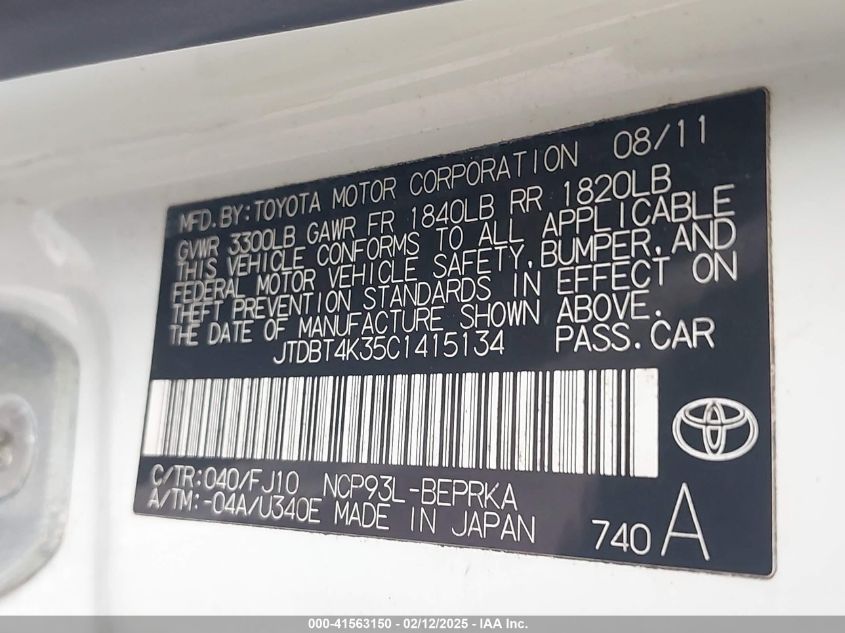 MFD.BY:TOYOTA MOTOR CORPORATION 08/11
GVWR 3300LB GAWR FR 1840LB RR 1820LB
THIS VEHICLE CONFORMS TO ALL APPLICABLE
FEDERAL MOTOR VEHICLE SAFETY,BUMPER,AND
THEFT PREVENTION STANDARDS IN EFFECT ON
THE DATE OF MANUFACTURE SHOWN ABOVE.
JTDBT4K35C1415134 PASS.CAR
C/TR:040/FJ10 NCP93L-BEPRKA
A/TM:-04A/U340E MADE IN JAPAN 740 A
000-41563150 - 02/12/2025 - IAA Inc.